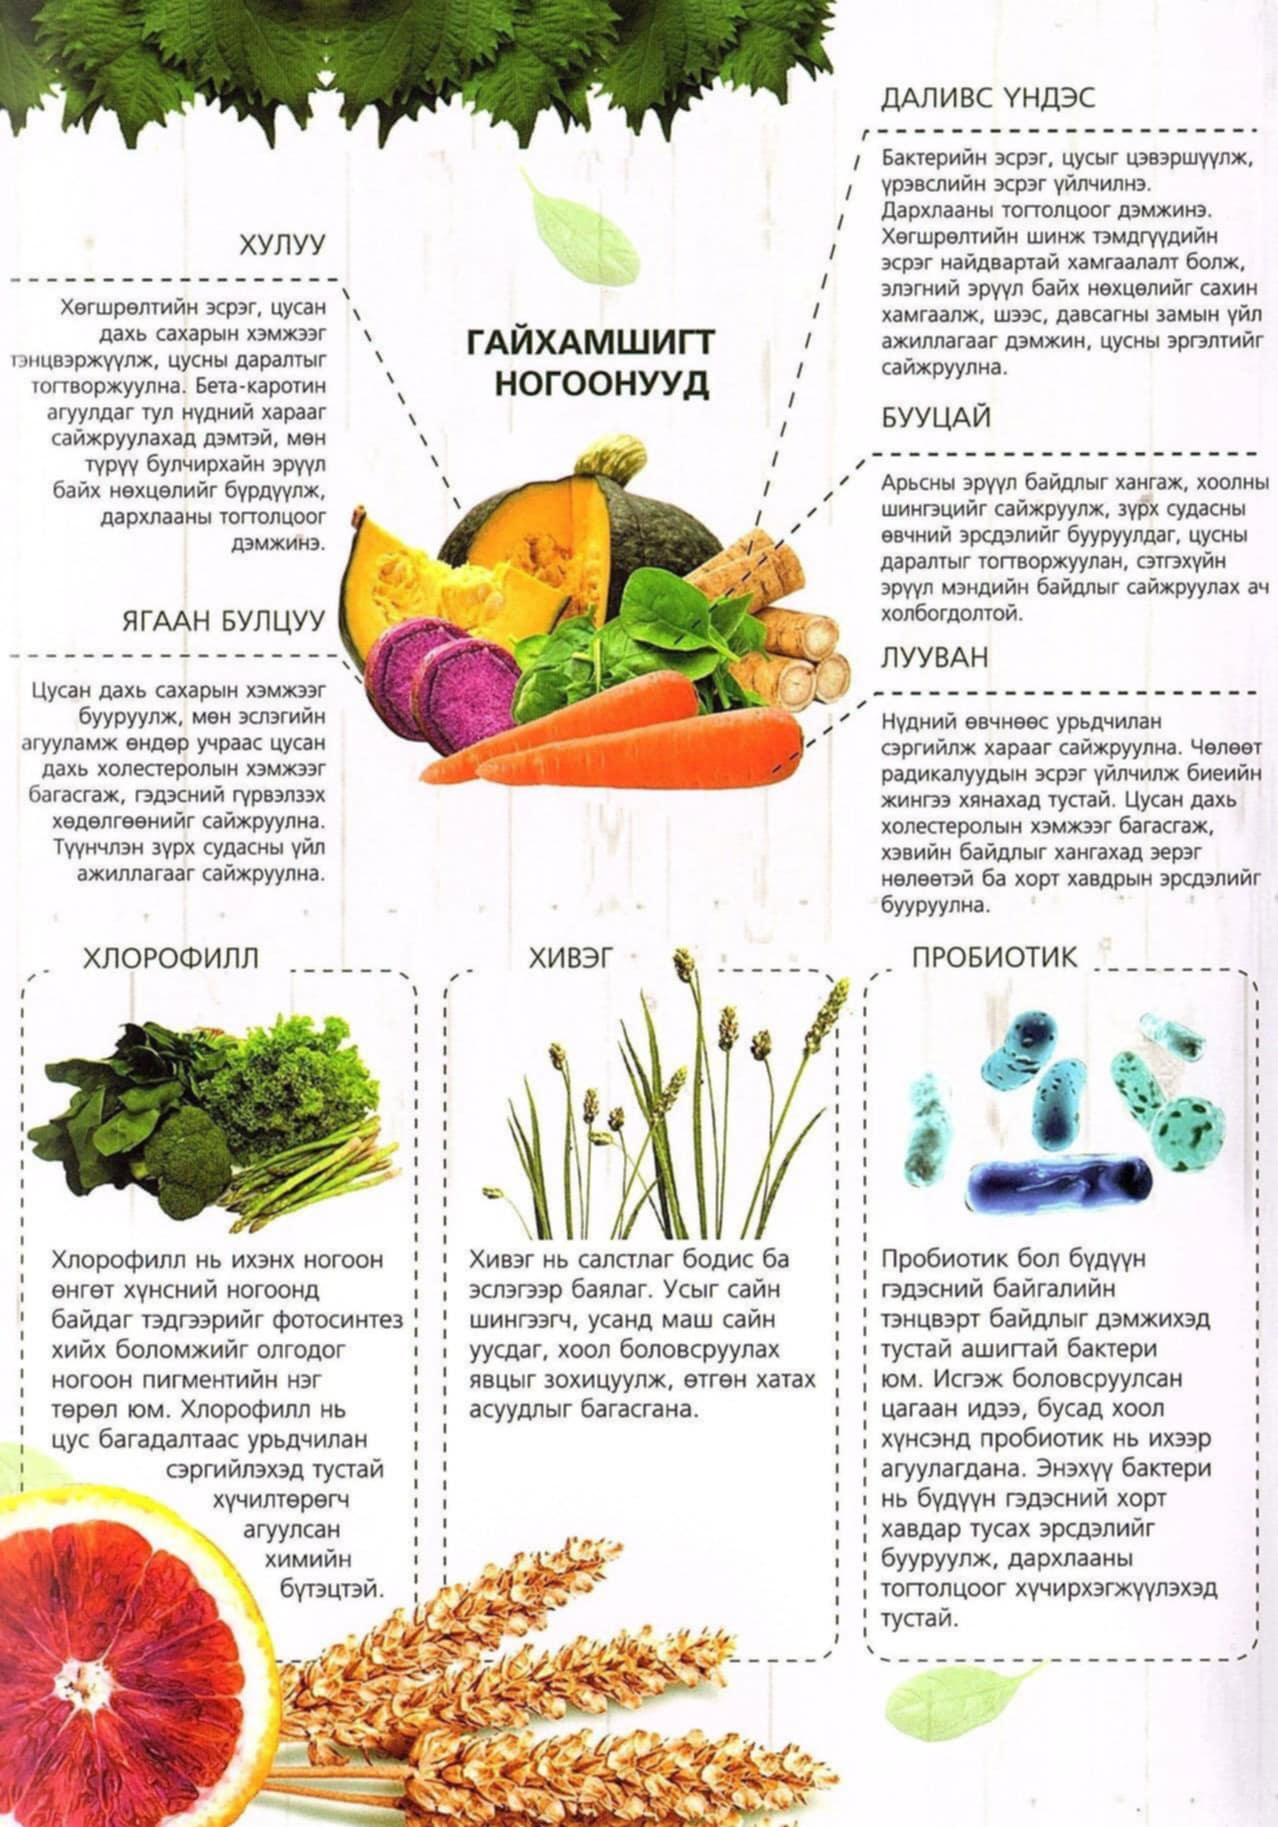 ГАЙХАМШИГТ
НОГООНУУД
ХУЛУУ
Хөгшрөлтийн эсрэг, цусан
дахь сахарын хэмжээг
тэнцвэржүүлж, цусны даралтыг
тогтворжуулна. Бета-каротин
агуулдаг тул нүдний харааг
сайжруулахад дэмтэй, мөн
түрүү булчирхайн эрүүл
байх нөхцөлийг бүрдүүлж,
дархлааны тогтолцоог
дэмжинэ.
ЯГААН БУЛЦУУ
Цусан дахь сахарын хэмжээг
бууруулж, мөн эслэгийн
агууламж өндөр учраас цусан
дахь холестеролын хэмжээг
багасгаж, гэдэсний гүрвэлзэх
хөдөлгөөнийг сайжруулна.
Түүнчлэн зүрх судасны үйл
ажиллагааг сайжруулна.
ДАЛИВС ҮНДЭС
Бактерийн эсрэг, цусыг цэвэршүүлж,
үрэвслийн эсрэг үйлчилнэ.
Дархлааны тогтолцоог дэмжинэ.
Хөгшрөлтийн шинж тэмдгүүдийн
эсрэг найдвартай хамгаалалт болж,
элэгний эрүүл байх нөхцөлийг сахин
хамгаалж, шээс, давсагны замын үйл
ажиллагааг дэмжин, цусны эргэлтийг
сайжруулна.
БУУЦАЙ
Арьсны эрүүл байдлыг хангаж, хоолны
шингэцийг сайжруулж, зүрх судасны
өвчний эрсдэлийг бууруулдаг, цусны
даралтыг тогтворжуулан, сэтгэхүйн
эрүүл мэндийн байдлыг сайжруулах ач
холбогдолтой.
ЛУУВАН
Нүдний өвчнөөс урьдчилан
сэргийлж харааг сайжруулна. Чөлөөт
радикалуудын эсрэг үйлчилж биеийн
жингээ хянахад тустай. Цусан дахь
холестеролын хэмжээг багасгаж,
хэвийн байдлыг хангахад эерэг
нөлөөтэй ба хорт хавдрын эрсдэлийг
бууруулна.
ХЛОРОФИЛЛ
Хлорофилл нь ихэнх ногоон
өнгөт хүнсний ногоонд
байдаг тэдгээрийг фотосинтез
хийх боломжийг олгодог
ногоон пигментийн нэг
төрөл юм. Хлорофилл нь
цус багадалтаас урьдчилан
сэргийлэхэд тустай
хүчилтөрөгч
агуулсан
химийн
бүтэцтэй.
ХИВЭГ
Хивэг нь салстлаг бодис ба
эслэгээр баялаг. Усыг сайн
шингээгч, усанд маш сайн
уусдаг, хоол боловсруулах
явцыг зохицуулж, өтгөн хатах
асуудлыг багасгана.
ПРОБИОТИК
Пробиотик бол бүдүүн
гэдэсний байгалийн
тэнцвэрт байдлыг дэмжихэд
тустай ашигтай бактери
юм. Исгэж боловсруулсан
цагаан идээ, бусад хоол
хүнсэнд пробиотик нь ихээр
агуулагдана. Энэхүү бактери
нь бүдүүн гэдэсний хорт
хавдар тусах эрсдэлийг
бууруулж, дархлааны
тогтолцоог хүчирхэгжүүлэхэд
тустай.